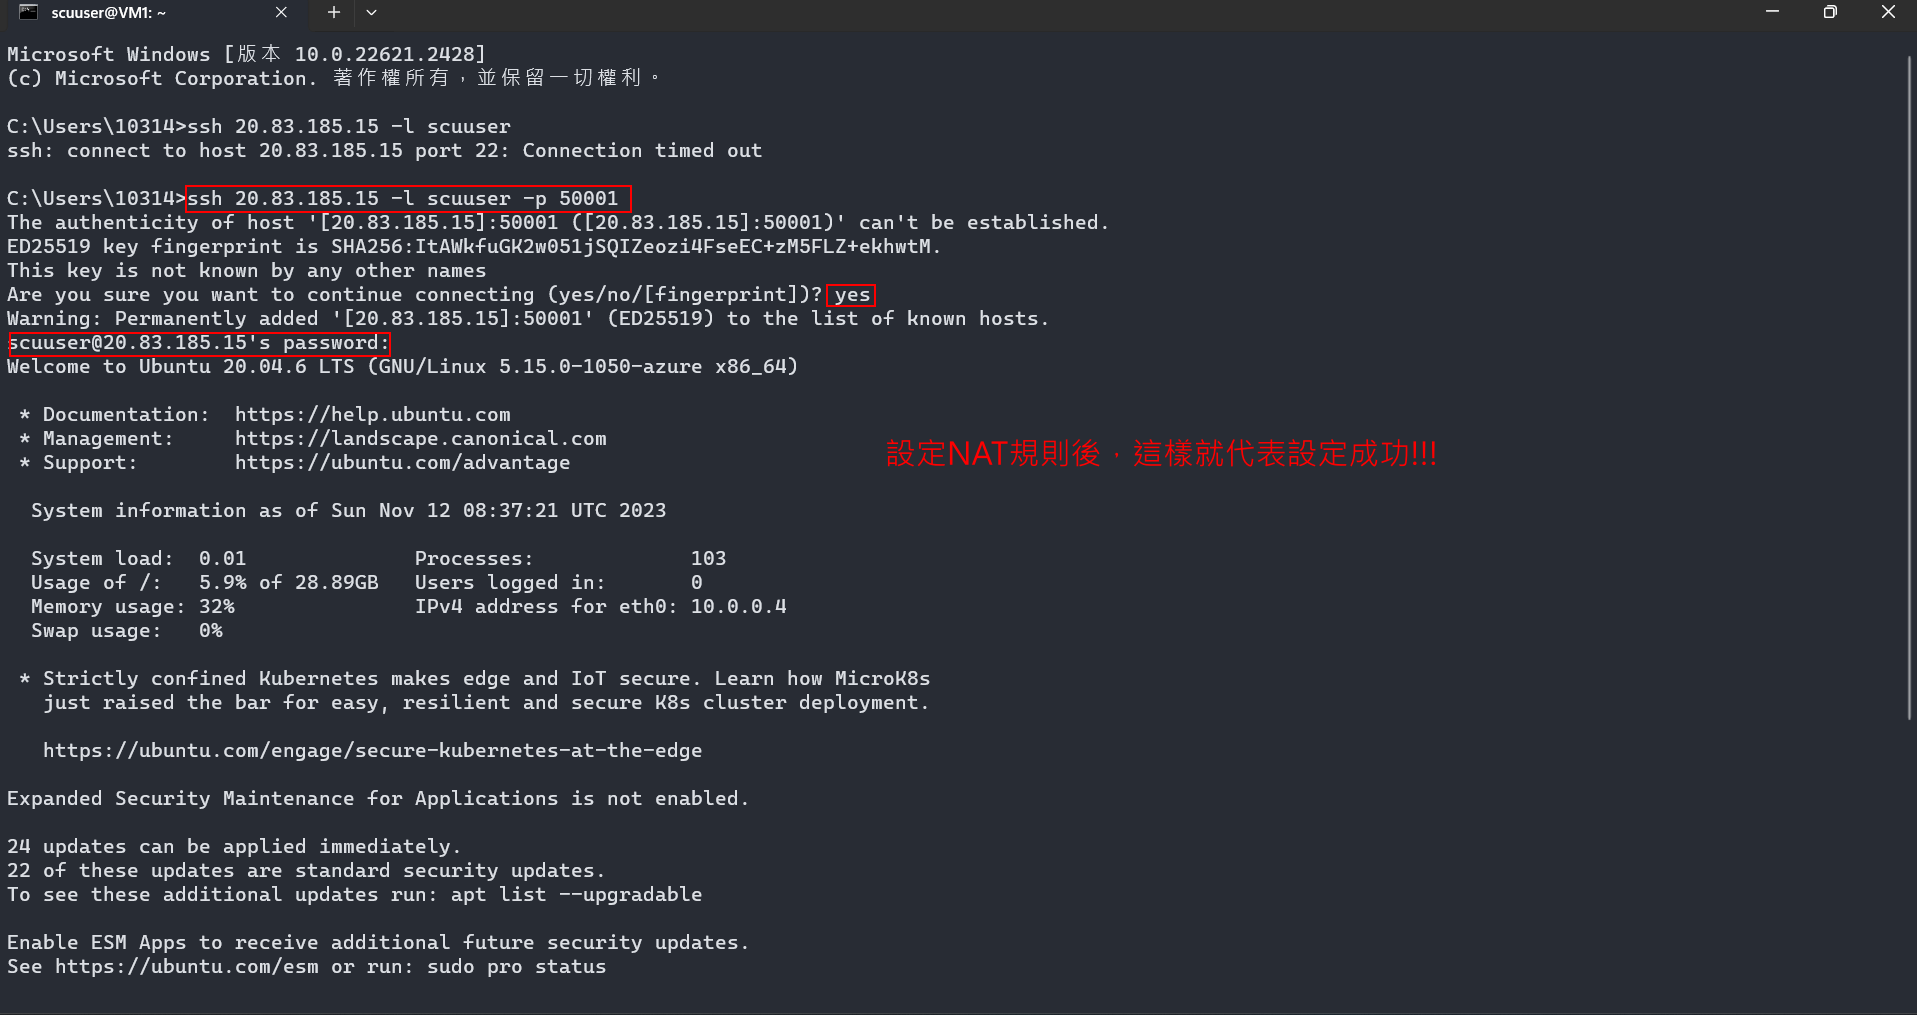 scuuser@VM1: ~
Microsoft Windows [版本 10.0.22621.2428]
(c) Microsoft Corporation. 著作權所有，並保留一切權利。
C:\Users\10314>ssh 20.83.185.15 -l scuuser
ssh: connect to host 20.83.185.15 port 22: Connection timed out
C:\Users\10314>ssh 20.83.185.15 -l scuuser -p 50001
The authenticity of host '[20.83.185.15]:50001 ([20.83.185.15]:50001)' can't be established.
ED25519 key fingerprint is SHA256:ItAWkfuGK2w051jSQIZeozi4FseEC+zM5FLZ+ekhwtM.
This key is not known by any other names
Are you sure you want to continue connecting (yes/no/[fingerprint])? yes
Warning: Permanently added '[20.83.185.15]:50001' (ED25519) to the list of known hosts.
scuuser@20.83.185.15's password:
Welcome to Ubuntu 20.04.6 LTS (GNU/Linux 5.15.0-1050-azure x86_64)
* Documentation:  https://help.ubuntu.com
* Management:     https://landscape.canonical.com
* Support:        https://ubuntu.com/advantage
設定NAT規則後，這樣就代表設定成功!!!
System information as of Sun Nov 12 08:37:21 UTC 2023
System load:  0.01              Processes:             103
Usage of /:   5.9% of 28.89GB   Users logged in:       0
Memory usage: 32%               IPv4 address for eth0: 10.0.0.4
Swap usage:   0%
* Strictly confined Kubernetes makes edge and IoT secure. Learn how MicroK8s
just raised the bar for easy, resilient and secure K8s cluster deployment.
https://ubuntu.com/engage/secure-kubernetes-at-the-edge
Expanded Security Maintenance for Applications is not enabled.
24 updates can be applied immediately.
22 of these updates are standard security updates.
To see these additional updates run: apt list --upgradable
Enable ESM Apps to receive additional future security updates.
See https://ubuntu.com/esm or run: sudo pro status